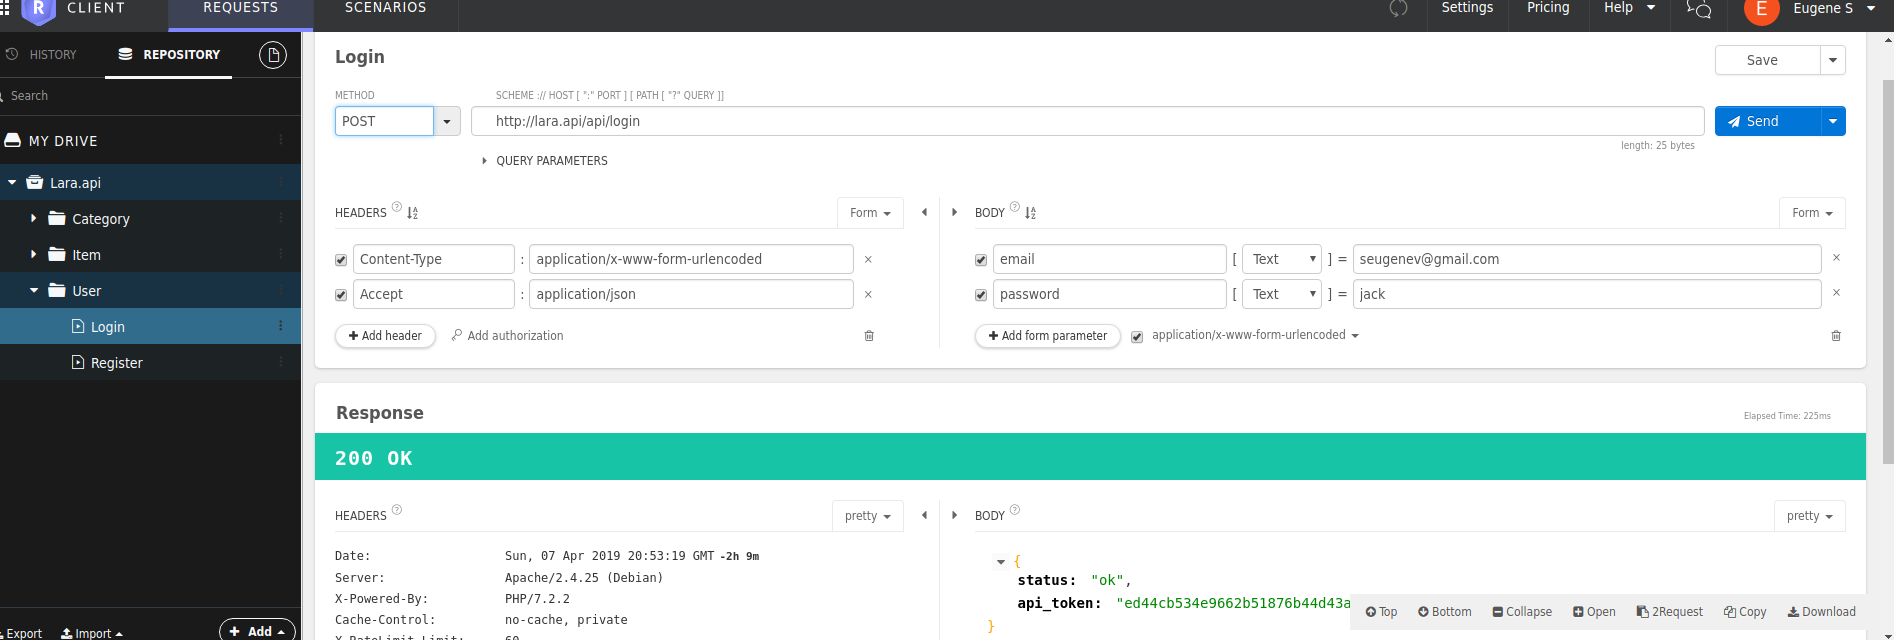 R CLIENT REQUESTS SCENARIOS Settings Pricing Help E Eugene S
HISTORY REPOSITORY
Search
MY DRIVE
Lara.api
Category
Item
User
Login
Register
Export Import + Add
Login
Save
METHOD SCHEME :// HOST [ ":" PORT ] [ PATH [ "?" QUERY ]]
POST http://lara.api/api/login Send
length: 25 bytes
QUERY PARAMETERS
HEADERS ? Form
Content-Type : application/x-www-form-urlencoded ×
Accept : application/json ×
+ Add header Add authorization
BODY ? Form
email [ Text ] = seugenev@gmail.com ×
password [ Text ] = jack ×
+ Add form parameter application/x-www-form-urlencoded
Response
Elapsed Time: 225ms
200 OK
HEADERS ? pretty
Date: Sun, 07 Apr 2019 20:53:19 GMT -2h 9m
Server: Apache/2.4.25 (Debian)
X-Powered-By: PHP/7.2.2
Cache-Control: no-cache, private
X-RateLimit-Limit: 60
BODY ? pretty
{
status: "ok",
api_token: "ed44cb534e9662b51876b44d43a
}
Top Bottom Collapse Open 2Request Copy Download